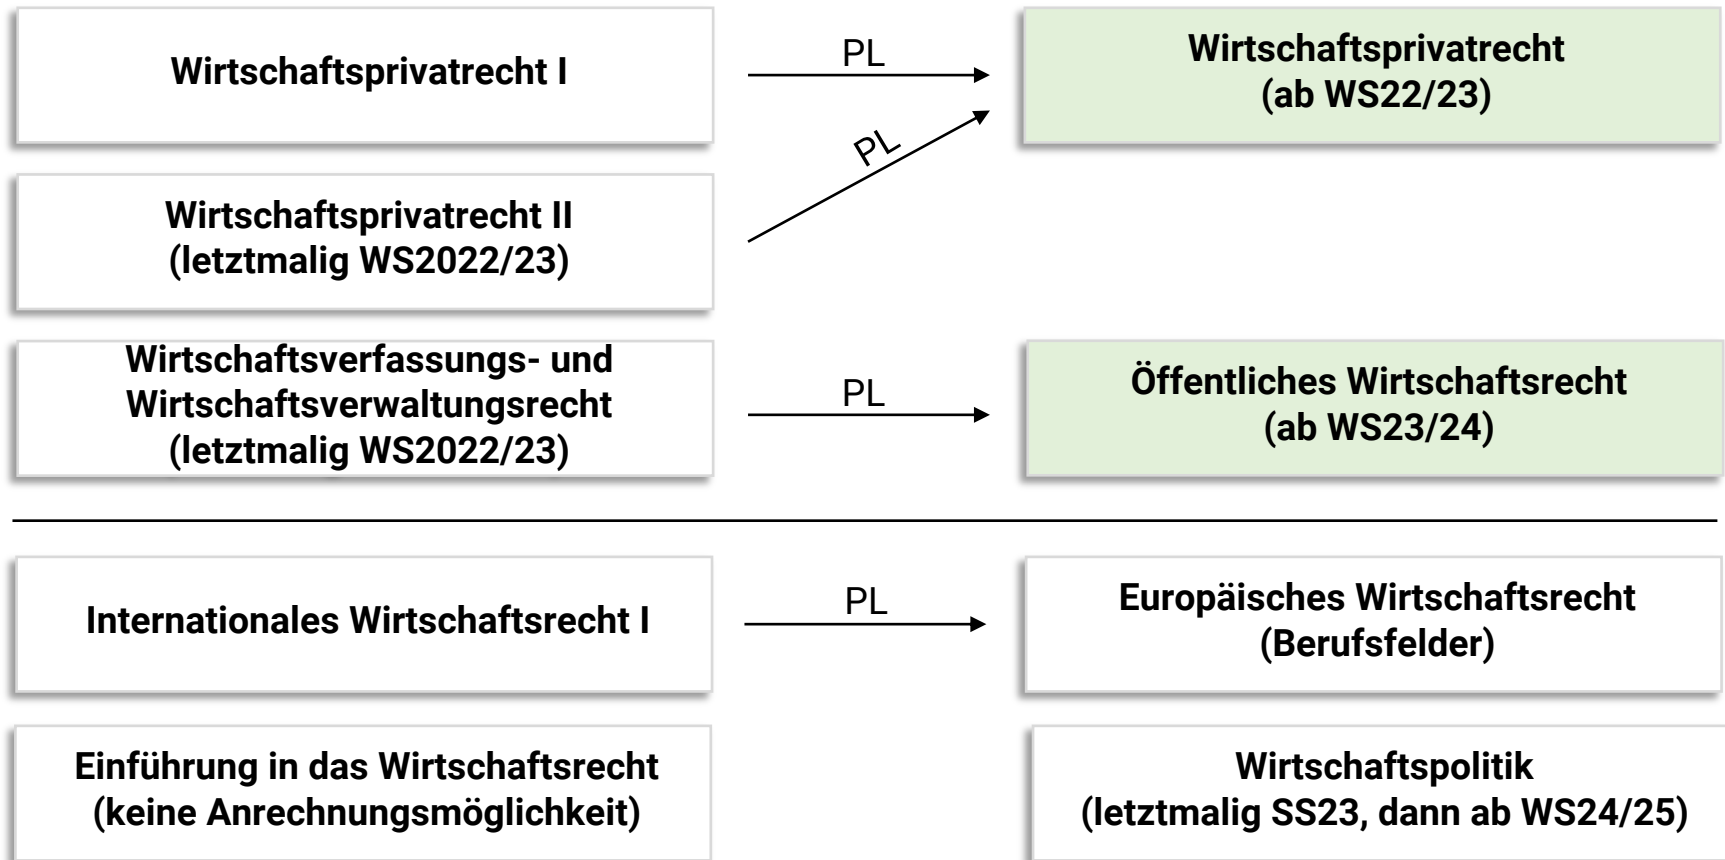 Wirtschaftsprivatrecht I
PL
Wirtschaftsprivatrecht
(ab WS22/23)
PL
Wirtschaftsprivatrecht II
(letztmalig WS2022/23)
Wirtschaftsverfassungs- und
Wirtschaftsverwaltungsrecht
(letztmalig WS2022/23)
PL
Öffentliches Wirtschaftsrecht
(ab WS23/24)
Internationales Wirtschaftsrecht I
PL
Europäisches Wirtschaftsrecht
(Berufsfelder)
Einführung in das Wirtschaftsrecht
(keine Anrechnungsmöglichkeit)
Wirtschaftspolitik
(letztmalig SS23, dann ab WS24/25)